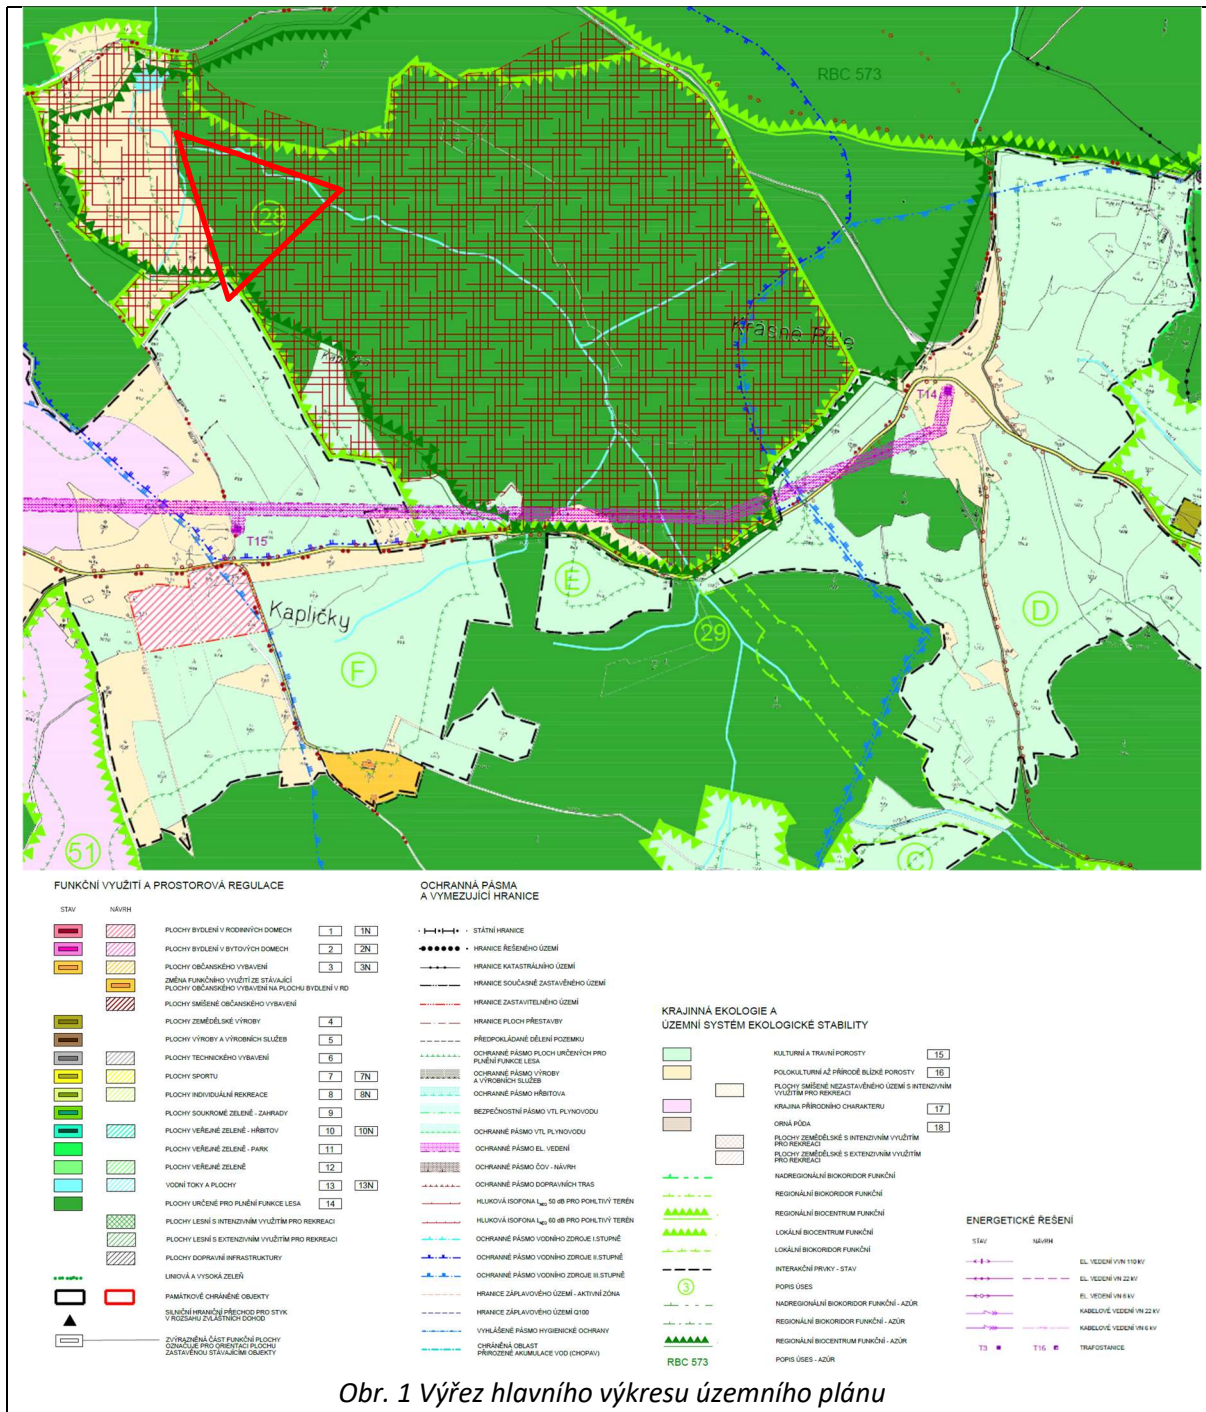 RBC 573
28
Krásné Pole
T14
T15
Kapličky
E
D
F
29
51
C
FUNKČNÍ VYUŽITÍ A PROSTOROVÁ REGULACE
STAV NÁVRH
PLOCHY BYDLENÍ V RODINNÝCH DOMECH 1 1N
PLOCHY BYDLENÍ V BYTOVÝCH DOMECH 2 2N
PLOCHY OBČANSKÉHO VYBAVENÍ 3 3N
ZMĚNA FUNKČNÍHO VYUŽITÍ ZE STÁVAJÍCÍ
PLOCHY OBČANSKÉHO VYBAVENÍ NA PLOCHU BYDLENÍ V RD
PLOCHY SMÍŠENÉ OBČANSKÉHO VYBAVENÍ
PLOCHY ZEMĚDĚLSKÉ VÝROBY 4
PLOCHY VÝROBY A VÝROBNÍCH SLUŽEB 5
PLOCHY TECHNICKÉHO VYBAVENÍ 6
PLOCHY SPORTU 7 7N
PLOCHY INDIVIDUÁLNÍ REKREACE 8 8N
PLOCHY SOUKROMÉ ZELENĚ - ZAHRADY 9
PLOCHY VEŘEJNÉ ZELENĚ - HŘBITOV 10 10N
PLOCHY VEŘEJNÉ ZELENĚ - PARK 11
PLOCHY VEŘEJNÉ ZELENĚ 12
VODNÍ TOKY A PLOCHY 13 13N
PLOCHY URČENÉ PRO PLNĚNÍ FUNKCE LESA 14
PLOCHY LESNÍ S INTENZIVNÍM VYUŽITÍM PRO REKREACI
PLOCHY LESNÍ S EXTENZIVNÍM VYUŽITÍM PRO REKREACI
PLOCHY DOPRAVNÍ INFRASTRUKTURY
LINIOVÁ A VYSOKÁ ZELEŇ
PAMÁTKOVĚ CHRÁNĚNÉ OBJEKTY
SILNIČNÍ HRANIČNÍ PŘECHOD PRO STYK
V ROZSAHU ZVLÁŠTNÍCH DOHOD
ZVÝRAZNĚNÁ ČÁST FUNKČNÍ PLOCHY
OZNAČUJE PRO ORIENTACI PLOCHU
ZASTAVĚNOU STÁVAJÍCÍMI OBJEKTY
OCHRANNÁ PÁSMA
A VYMEZUJÍCÍ HRANICE
STÁTNÍ HRANICE
HRANICE ŘEŠENÉHO ÚZEMÍ
HRANICE KATASTRÁLNÍHO ÚZEMÍ
HRANICE SOUČASNĚ ZASTAVĚNÉHO ÚZEMÍ
HRANICE ZASTAVITELNÉHO ÚZEMÍ
HRANICE PLOCH PŘESTAVBY
PŘEDPOKLÁDANÉ DĚLENÍ POZEMKU
OCHRANNÉ PÁSMO PLOCH URČENÝCH PRO
PLNĚNÍ FUNKCE LESA
OCHRANNÉ PÁSMO VÝROBY
A VÝROBNÍCH SLUŽEB
OCHRANNÉ PÁSMO HŘBITOVA
BEZPEČNOSTNÍ PÁSMO VTL PLYNOVODU
OCHRANNÉ PÁSMO VTL PLYNOVODU
OCHRANNÉ PÁSMO EL. VEDENÍ
OCHRANNÉ PÁSMO ČOV - NÁVRH
OCHRANNÉ PÁSMO DOPRAVNÍCH TRAS
HLUKOVÁ ISOFONA L 50 dB PRO POHLTIVÝ TERÉN
HLUKOVÁ ISOFONA L 60 dB PRO POHLTIVÝ TERÉN
OCHRANNÉ PÁSMO VODNÍHO ZDROJE I.STUPNĚ
OCHRANNÉ PÁSMO VODNÍHO ZDROJE II.STUPNĚ
OCHRANNÉ PÁSMO VODNÍHO ZDROJE III.STUPNĚ
HRANICE ZÁPLAVOVÉHO ÚZEMÍ - AKTIVNÍ ZÓNA
HRANICE ZÁPLAVOVÉHO ÚZEMÍ Q100
VYHLÁŠENÉ PÁSMO HYGIENICKÉ OCHRANY
CHRÁNĚNÁ OBLAST
PŘIROZENÉ AKUMULACE VOD (CHOPAV)
KRAJINNÁ EKOLOGIE A
ÚZEMNÍ SYSTÉM EKOLOGICKÉ STABILITY
KULTURNÍ A TRAVNÍ POROSTY 15
POLOKULTURNÍ AŽ PŘÍRODĚ BLÍZKÉ POROSTY 16
PLOCHY SMÍŠENÉ NEZASTAVĚNÉHO ÚZEMÍ S INTENZIVNÍM
VYUŽITÍM PRO REKREACI
KRAJINA PŘÍRODNÍHO CHARAKTERU 17
ORNÁ PŮDA 18
PLOCHY ZEMĚDĚLSKÉ S INTENZIVNÍM VYUŽITÍM
PRO REKREACI
PLOCHY ZEMĚDĚLSKÉ S EXTENZIVNÍM VYUŽITÍM
PRO REKREACI
NADREGIONÁLNÍ BIOKORIDOR FUNKČNÍ
REGIONÁLNÍ BIOKORIDOR FUNKČNÍ
REGIONÁLNÍ BIOCENTRUM FUNKČNÍ
LOKÁLNÍ BIOCENTRUM FUNKČNÍ
LOKÁLNÍ BIOKORIDOR FUNKČNÍ
INTERAKČNÍ PRVKY - STAV
3 POPIS ÚSES
NADREGIONÁLNÍ BIOKORIDOR FUNKČNÍ - AZÚR
REGIONÁLNÍ BIOKORIDOR FUNKČNÍ - AZÚR
REGIONÁLNÍ BIOCENTRUM FUNKČNÍ - AZÚR
RBC 573 POPIS ÚSES - AZÚR
ENERGETICKÉ ŘEŠENÍ
STAV NÁVRH
EL. VEDENÍ VVN 110 kV
EL. VEDENÍ VN 22 kV
EL. VEDENÍ VN 6 kV
KABELOVÉ VEDENÍ VN 22 kV
KABELOVÉ VEDENÍ VN 6 kV
T3 T16 TRAFOSTANICE
Obr. 1 Výřez hlavního výkresu územního plánu